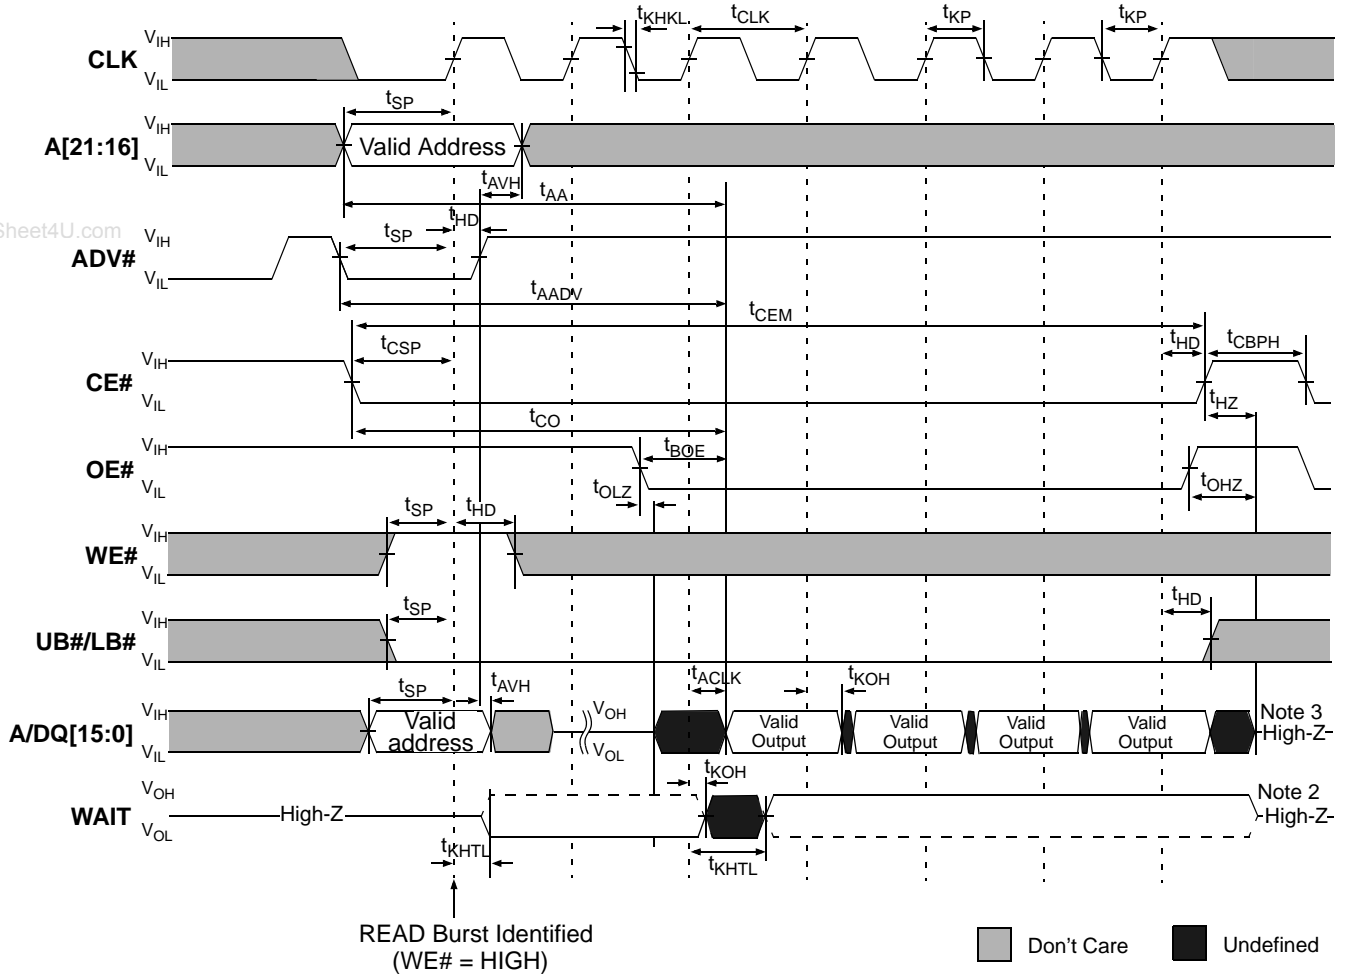 tKHKL
tCLK
tKP
tKP
CLK
VIH
VIL
tSP
A[21:16]
VIH
VIL
Valid Address
tAVH
tAA
tHD
Sheet4U.com
ADV#
VIH
VIL
tSP
tAADV
tCEM
tCSP
tHD
tCBPH
CE#
VIH
VIL
tHZ
tCO
OE#
VIH
VIL
tBOE
tOLZ
tOHZ
tSP
tHD
WE#
VIH
VIL
tSP
tHD
UB#/LB#
VIH
VIL
tSP
tAVH
tACLK
tKOH
A/DQ[15:0]
VIH
VIL
Valid
address
VOH
VOL
Valid
Output
Valid
Output
Valid
Output
Valid
Output
Note 3
High-Z
tKOH
WAIT
VOH
VOL
High-Z
Note 2
High-Z
tKHTL
tKHTL
READ Burst Identified
(WE# = HIGH)
Don't Care
Undefined